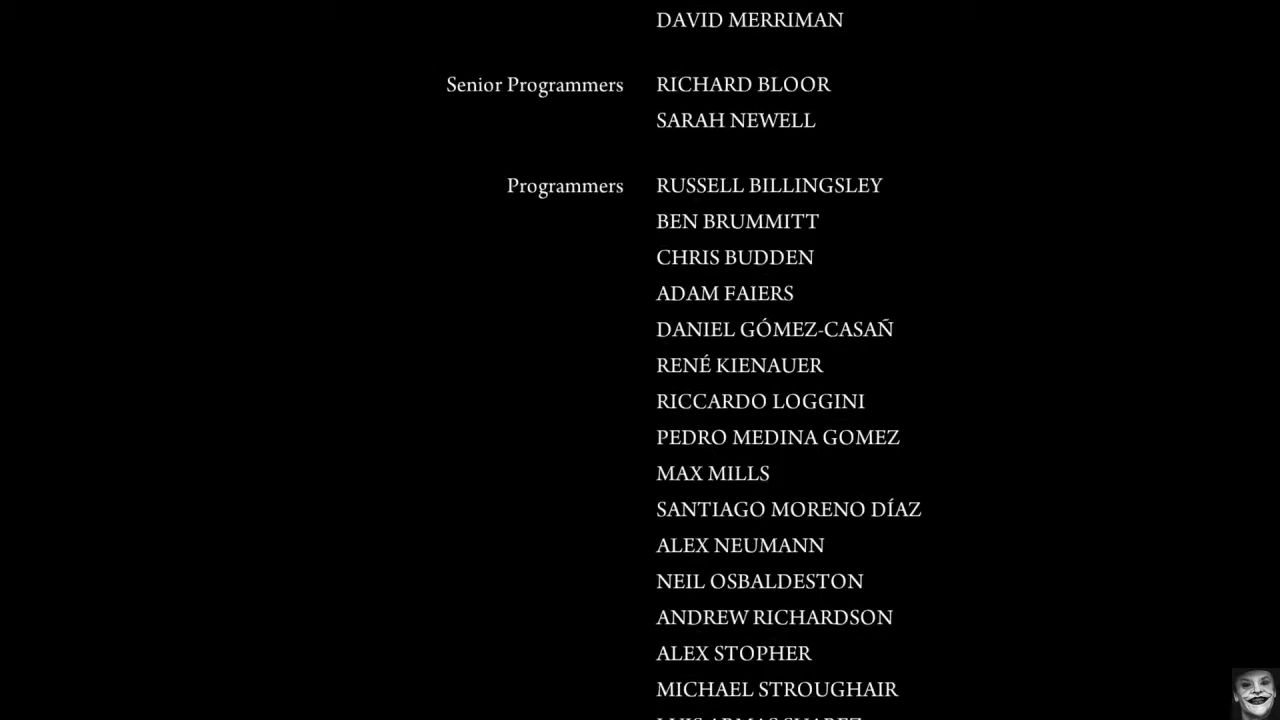 DAVID MERRIMAN
Senior Programmers RICHARD BLOOR
SARAH NEWELL
Programmers RUSSELL BILLINGSLEY
BEN BRUMMITT
CHRIS BUDDEN
ADAM FAIERS
DANIEL GÓMEZ-CASAÑ
RENÉ KIENAUER
RICCARDO LOGGINI
PEDRO MEDINA GOMEZ
MAX MILLS
SANTIAGO MORENO DÍAZ
ALEX NEUMANN
NEIL OSBALDESTON
ANDREW RICHARDSON
ALEX STOPHER
MICHAEL STROUGHAIR